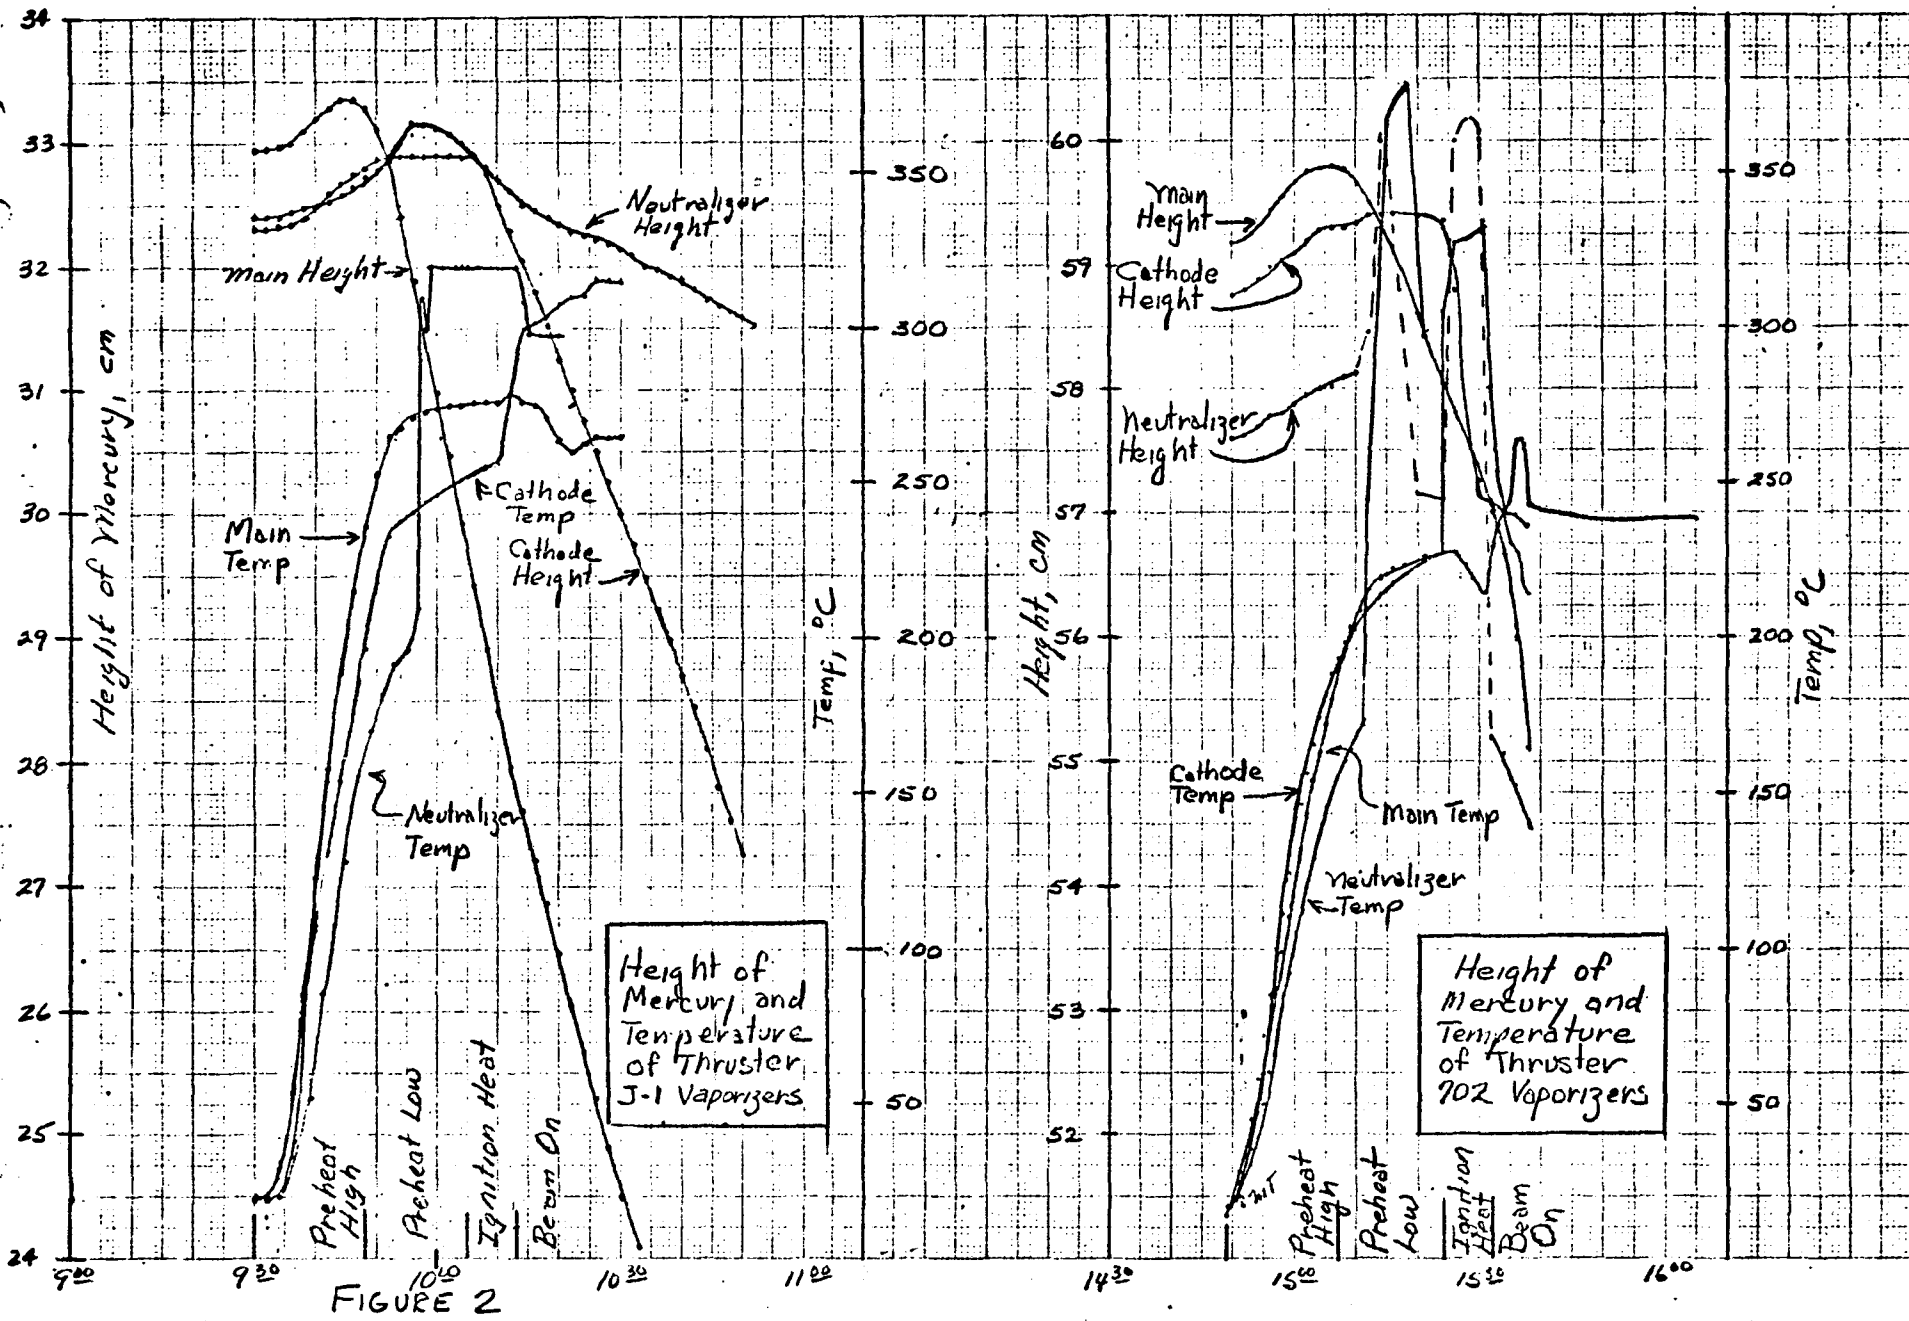 34
33
32
31
30
29
28
27
26
25
24
Height of Mercury, cm
Neutralizer
Height
Main Height
Main
Temp
Cathode
Temp
Cathode
Height
Neutralizer
Temp
350
300
250
200
150
100
50
Temp, °C
Height of
Mercury and
Temperature
of Thruster
J-1 Vaporizers
Preheat
High
Preheat Low
Ignition Heat
Beam On
9 00
9 30
10 00
10 30
11 00
FIGURE 2
60
59
58
57
56
55
54
53
52
Height, cm
Main
Height
Cathode
Height
Neutralizer
Height
Cathode
Temp
Main Temp
Neutralizer
Temp
350
300
250
200
150
100
50
Temp, °C
Height of
Mercury and
Temperature
of Thruster
702 Vaporizers
Preheat
High
Preheat
Low
Ignition
Heat
Beam
On
14 30
15 00
15 30
16 00